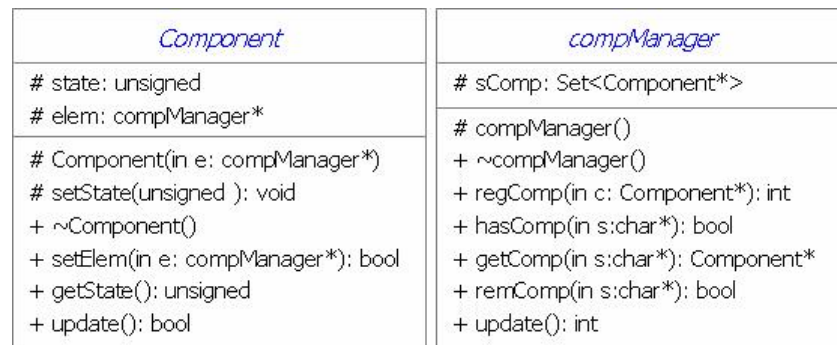 Component
# state: unsigned
# elem: compManager*
# Component(in e: compManager*)
# setState(unsigned ): void
+ ~Component()
+ setElem(in e: compManager*): bool
+ getState(): unsigned
+ update(): bool
compManager
# sComp: Set<Component*>
# compManager()
+ ~compManager()
+ regComp(in c: Component*): int
+ hasComp(in s:char*): bool
+ getComp(in s:char*): Component*
+ remComp(in s:char*): bool
+ update(): int